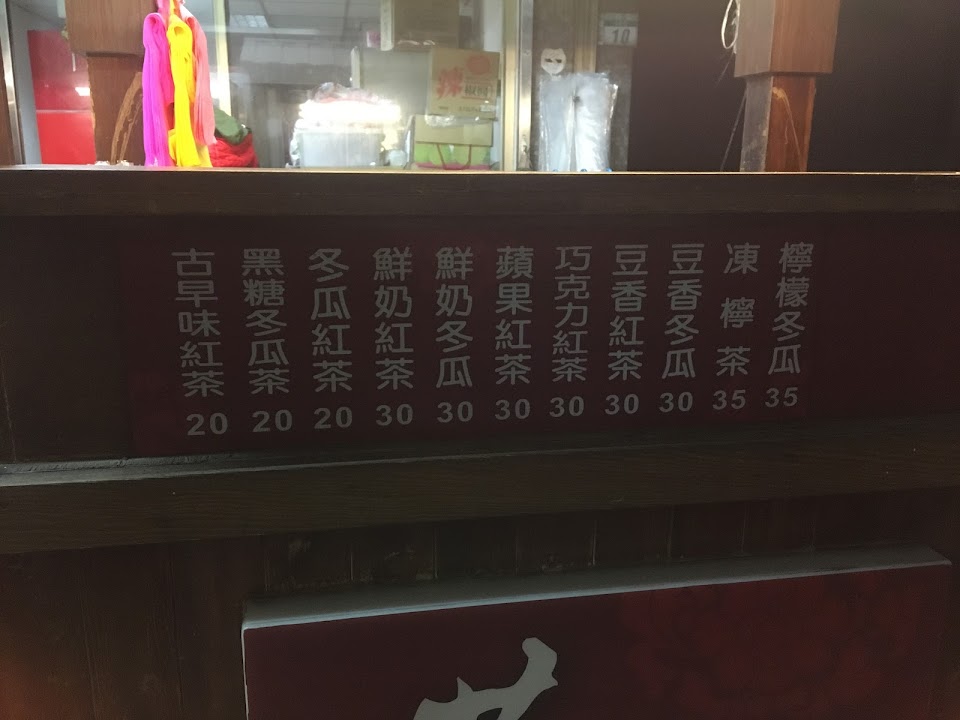 10
辣
古早味紅茶 20
黑糖冬瓜茶 20
冬瓜紅茶 20
鮮奶紅茶 30
鮮奶冬瓜 30
蘋果紅茶 30
巧克力紅茶 30
豆香紅茶 30
豆香冬瓜 30
凍檸茶 35
檸檬冬瓜 35